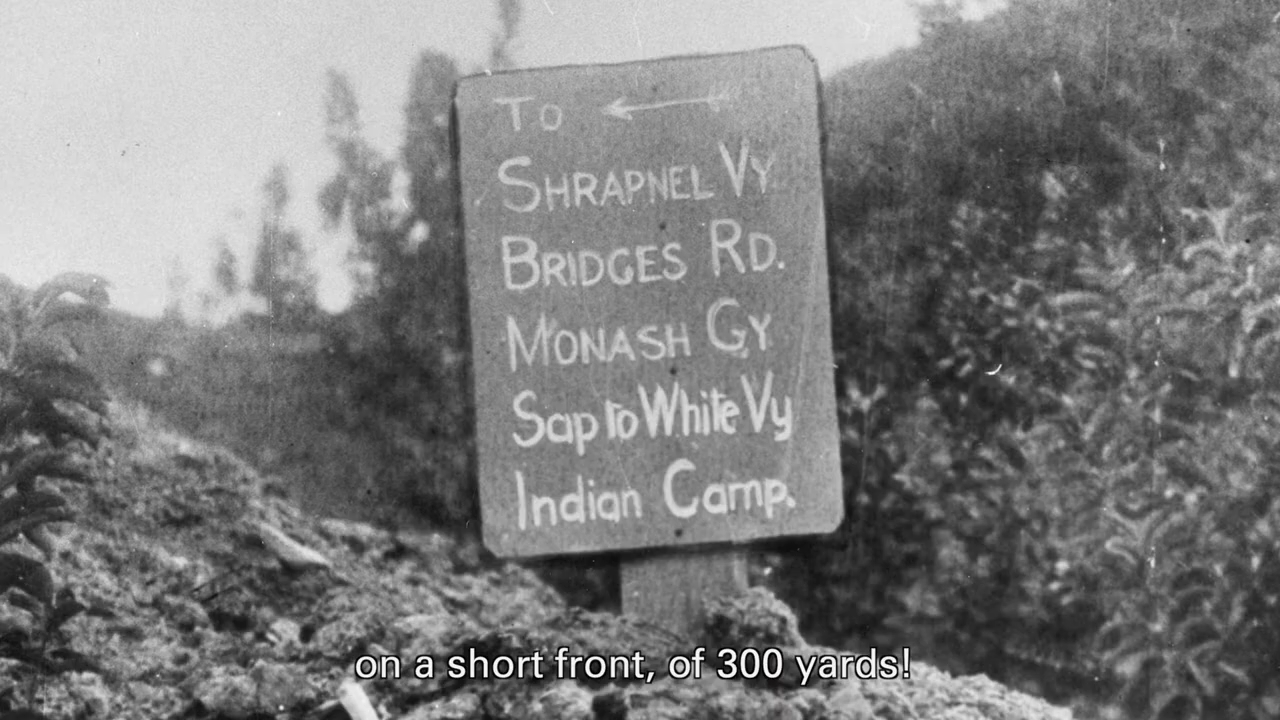 To
Shrapnel Vy
Bridges Rd.
Monash Gy
Sap to White Vy
Indian Camp.
on a short front, of 300 yards!